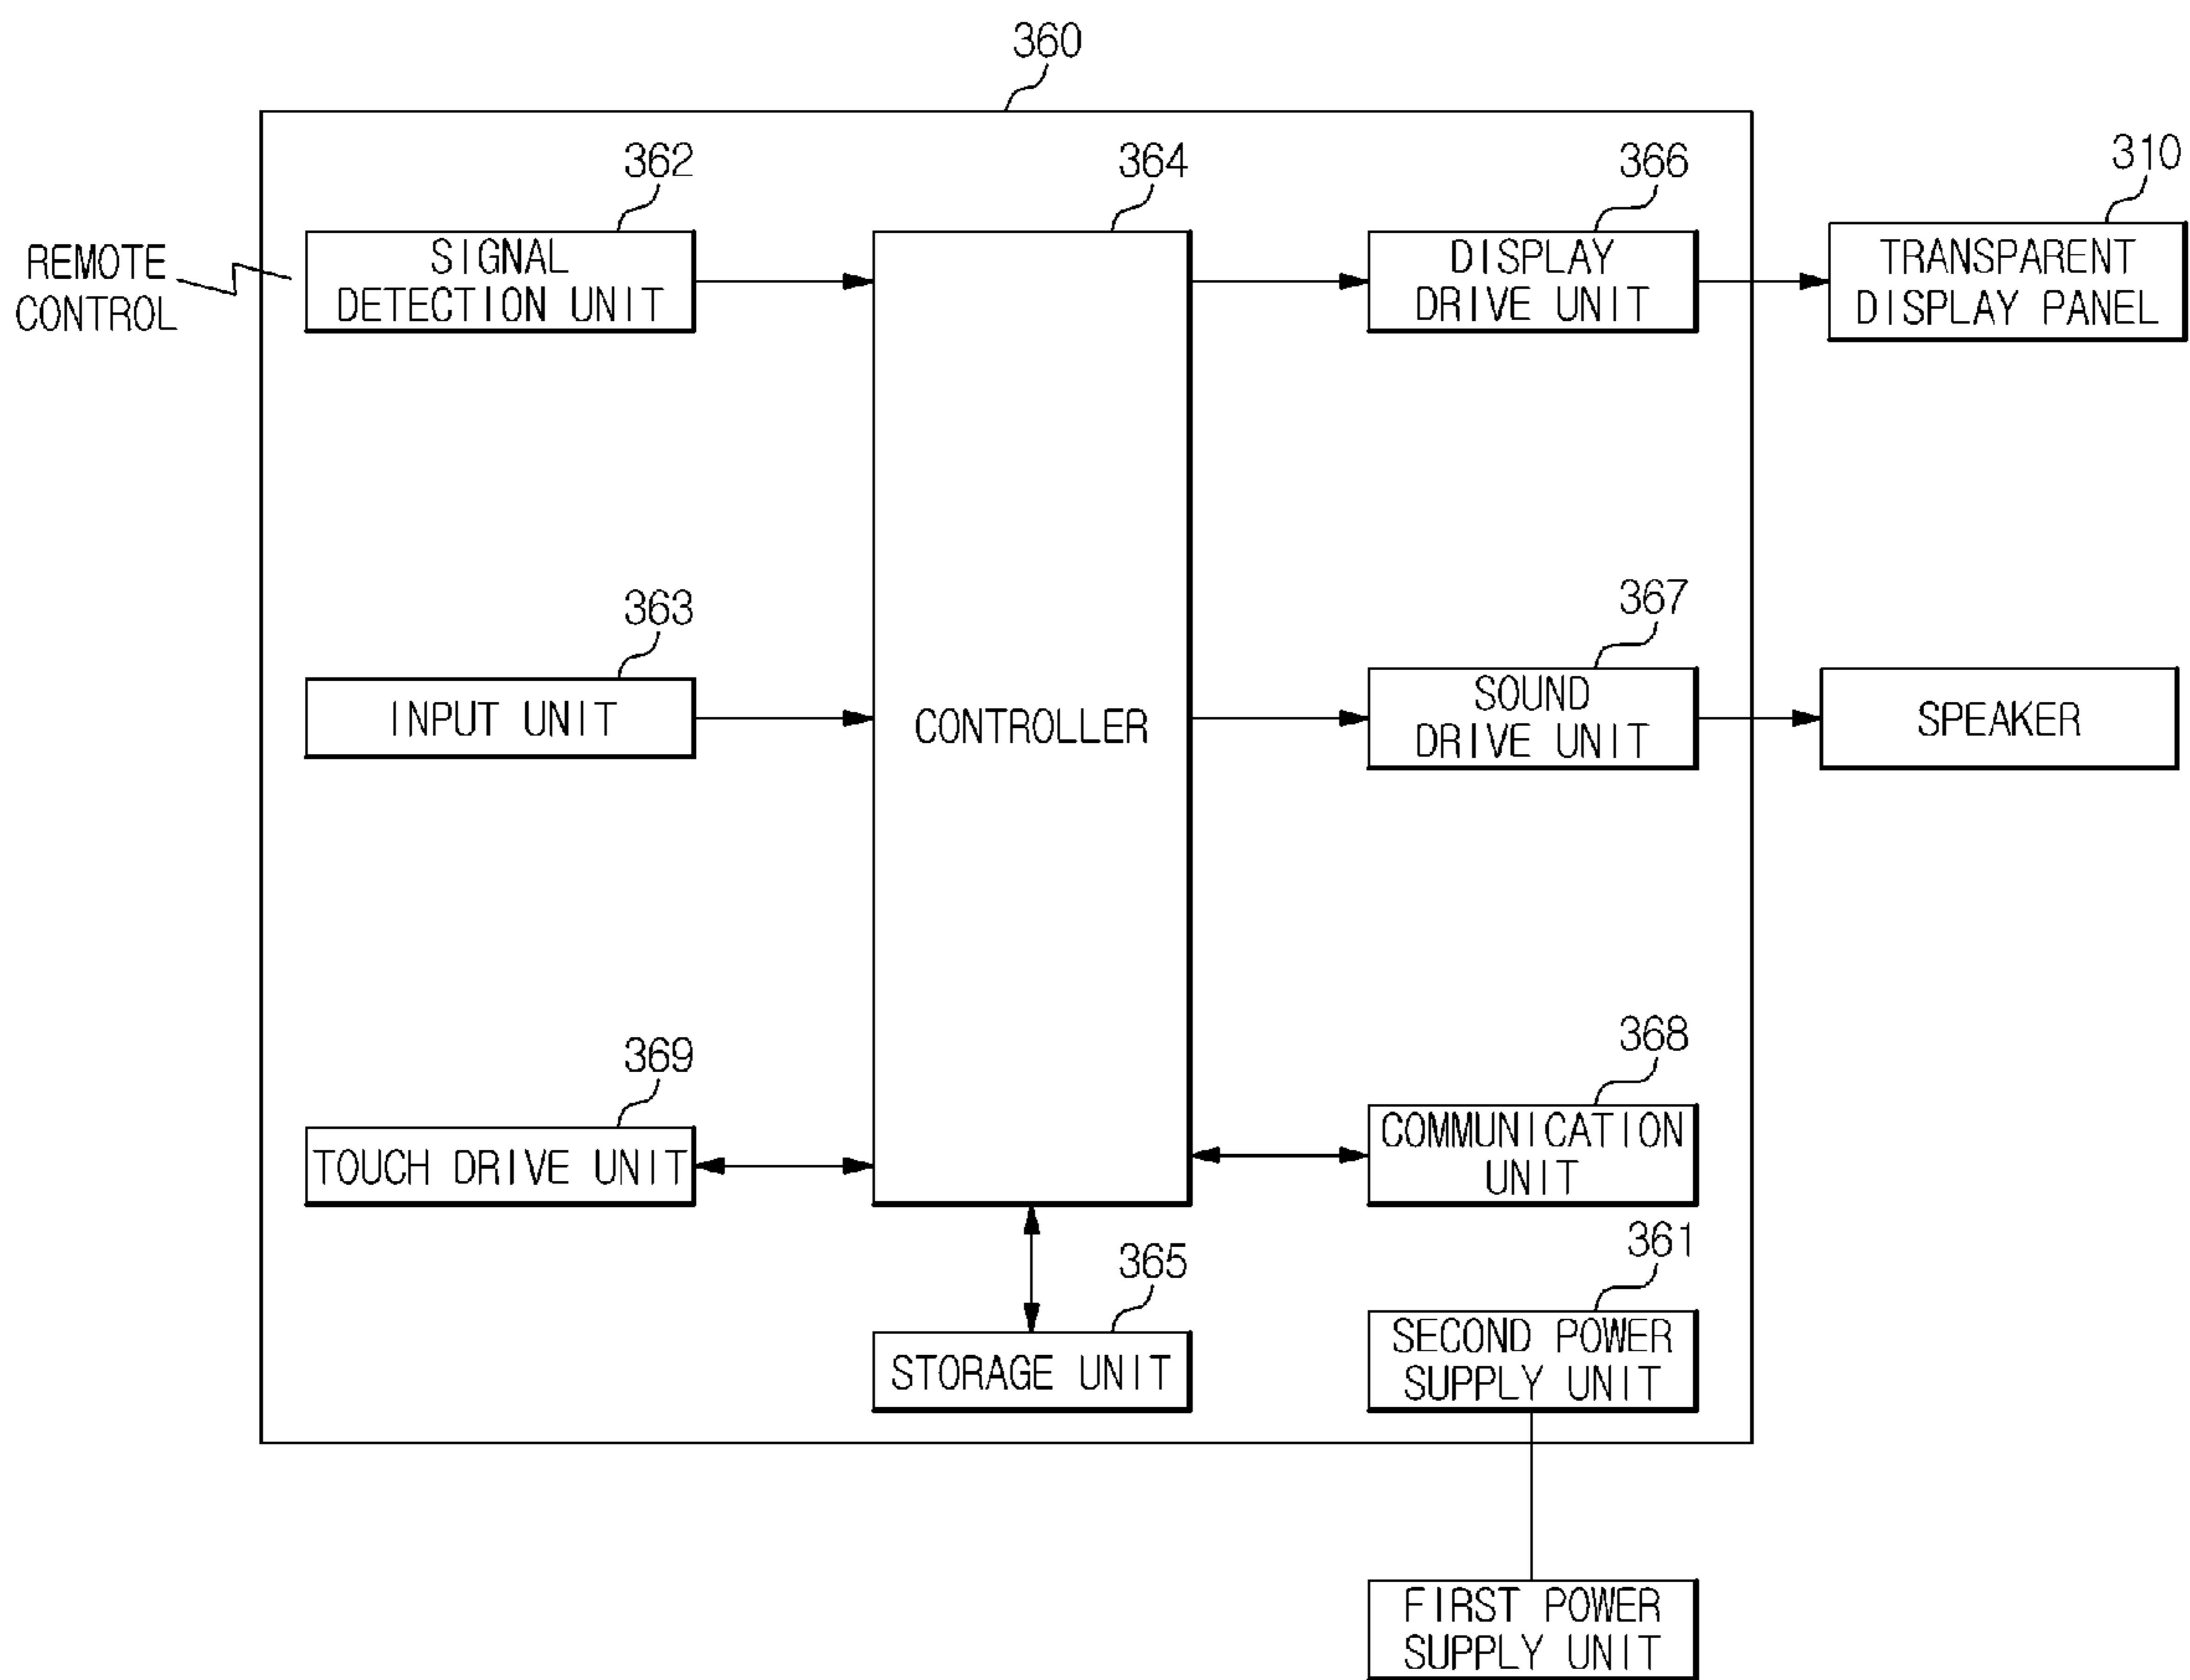 360
362
364
366
310
REMOTE
CONTROL
SIGNAL
DETECTION UNIT
DISPLAY
DRIVE UNIT
TRANSPARENT
DISPLAY PANEL
363
367
INPUT UNIT
CONTROLLER
SOUND
DRIVE UNIT
SPEAKER
369
368
TOUCH DRIVE UNIT
COMMUNICATION
UNIT
365
361
STORAGE UNIT
SECOND POWER
SUPPLY UNIT
FIRST POWER
SUPPLY UNIT